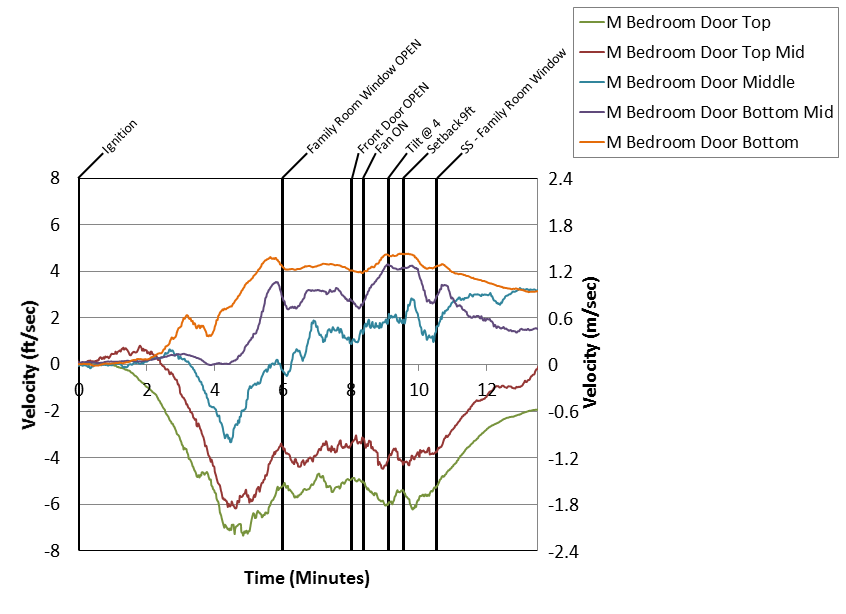 M Bedroom Door Top
M Bedroom Door Top Mid
M Bedroom Door Middle
M Bedroom Door Bottom Mid
M Bedroom Door Bottom
Ignition
Family Room Window OPEN
Front Door OPEN
Fan ON
Tilt @ 4
Setback 9ft
SS - Family Room Window
8
6
4
2
0
-2
-4
-6
-8
Velocity (ft/sec)
0
2
4
6
8
10
12
Time (Minutes)
2.4
1.8
1.2
0.6
0
-0.6
-1.2
-1.8
-2.4
Velocity (m/sec)